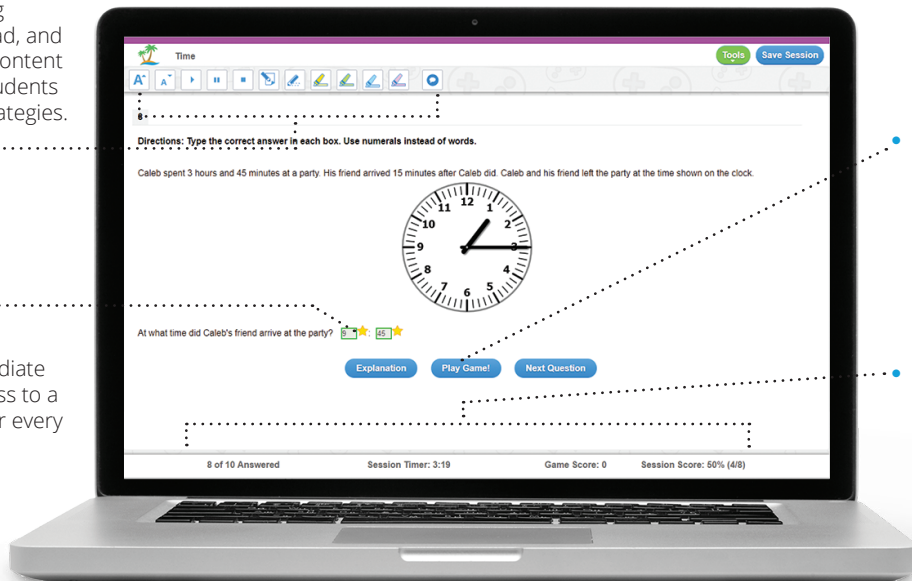 g
ad, and
ontent
udents
ategies.
diate
ss to a
r every
Time
Tools
Save Session
A A
8
Directions: Type the correct answer in each box. Use numerals instead of words.
Caleb spent 3 hours and 45 minutes at a party. His friend arrived 15 minutes after Caleb did. Caleb and his friend left the party at the time shown on the clock.
12
11 1
10 2
9 3
8 4
7 5
6
At what time did Caleb's friend arrive at the party? 9 : 45
Explanation Play Game! Next Question
8 of 10 Answered Session Timer: 3:19 Game Score: 0 Session Score: 50% (4/8)